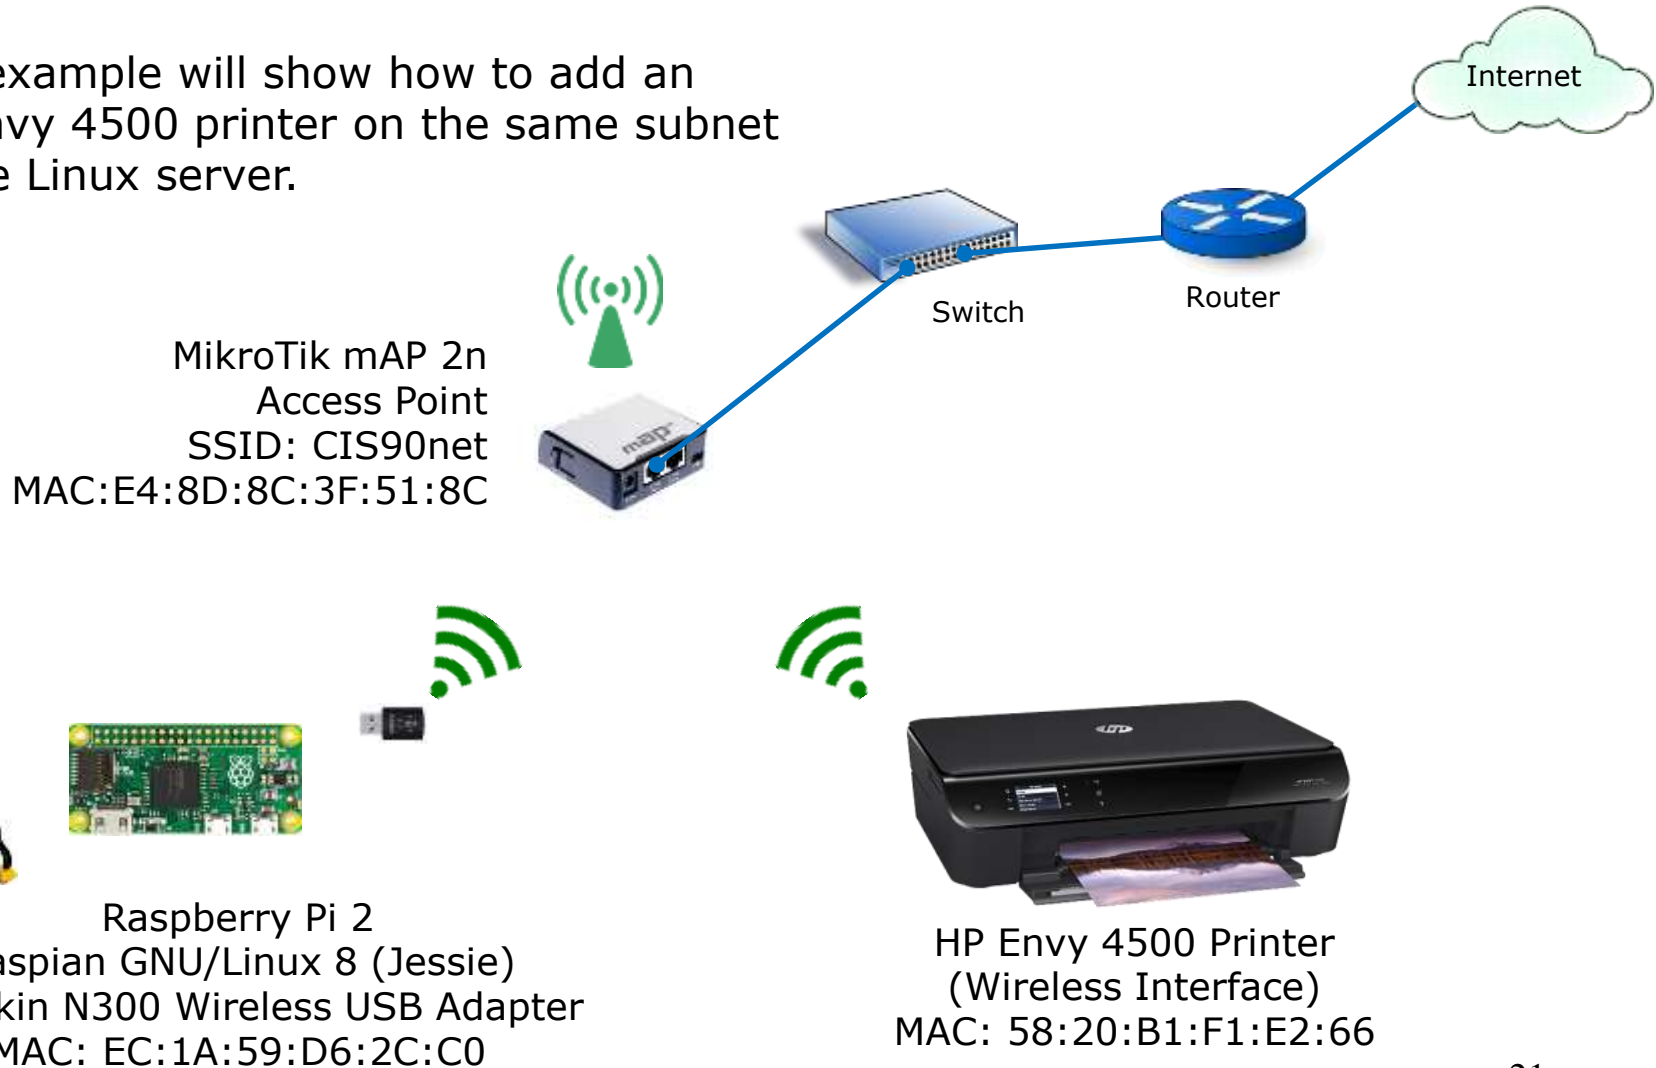 example will show how to add an
nvy 4500 printer on the same subnet
e Linux server.
Internet
Switch
Router
MikroTik mAP 2n
Access Point
SSID: CIS90net
MAC:E4:8D:8C:3F:51:8C
mAP
hp
Raspberry Pi 2
aspian GNU/Linux 8 (Jessie)
kin N300 Wireless USB Adapter
MAC: EC:1A:59:D6:2C:C0
HP Envy 4500 Printer
(Wireless Interface)
MAC: 58:20:B1:F1:E2:66